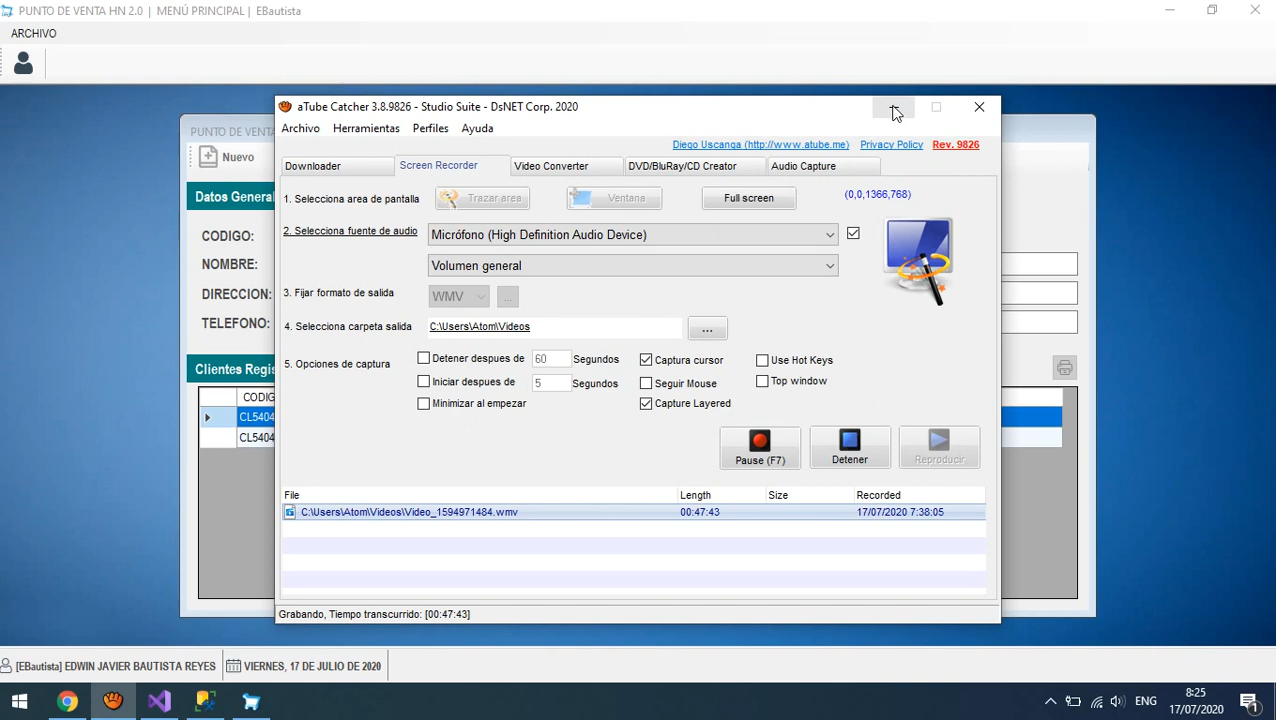 PUNTO DE VENTA HN 2.0 | MENÚ PRINCIPAL | EBautista
ARCHIVO
PUNTO DE VENTA
Nuevo
Datos General
CODIGO:
NOMBRE:
DIRECCION:
TELEFONO:
Clientes Regis
CODIG
CL5404
CL5404
aTube Catcher 3.8.9826 - Studio Suite - DsNET Corp. 2020
Archivo Herramientas Perfiles Ayuda
Diego Uscanga (http://www.atube.me) Privacy Policy Rev. 9826
Downloader Screen Recorder Video Converter DVD/BluRay/CD Creator Audio Capture
1. Selecciona area de pantalla Trazar area Ventana Full screen (0,0,1366,768)
2. Selecciona fuente de audio Micrófono (High Definition Audio Device)
Volumen general
3. Fijar formato de salida WMV ...
4. Selecciona carpeta salida C:\Users\Atom\Videos ...
5. Opciones de captura Detener despues de 60 Segundos Captura cursor Use Hot Keys
Iniciar despues de 5 Segundos Seguir Mouse Top window
Minimizar al empezar Capture Layered
Pause (F7) Detener Reproducir
File Length Size Recorded
C:\Users\Atom\Videos\Video_1594971484.wmv 00:47:43 17/07/2020 7:38:05
Grabando, Tiempo transcurrido: [00:47:43]
[EBautista] EDWIN JAVIER BAUTISTA REYES VIERNES, 17 DE JULIO DE 2020
ENG 8:25
17/07/2020
1